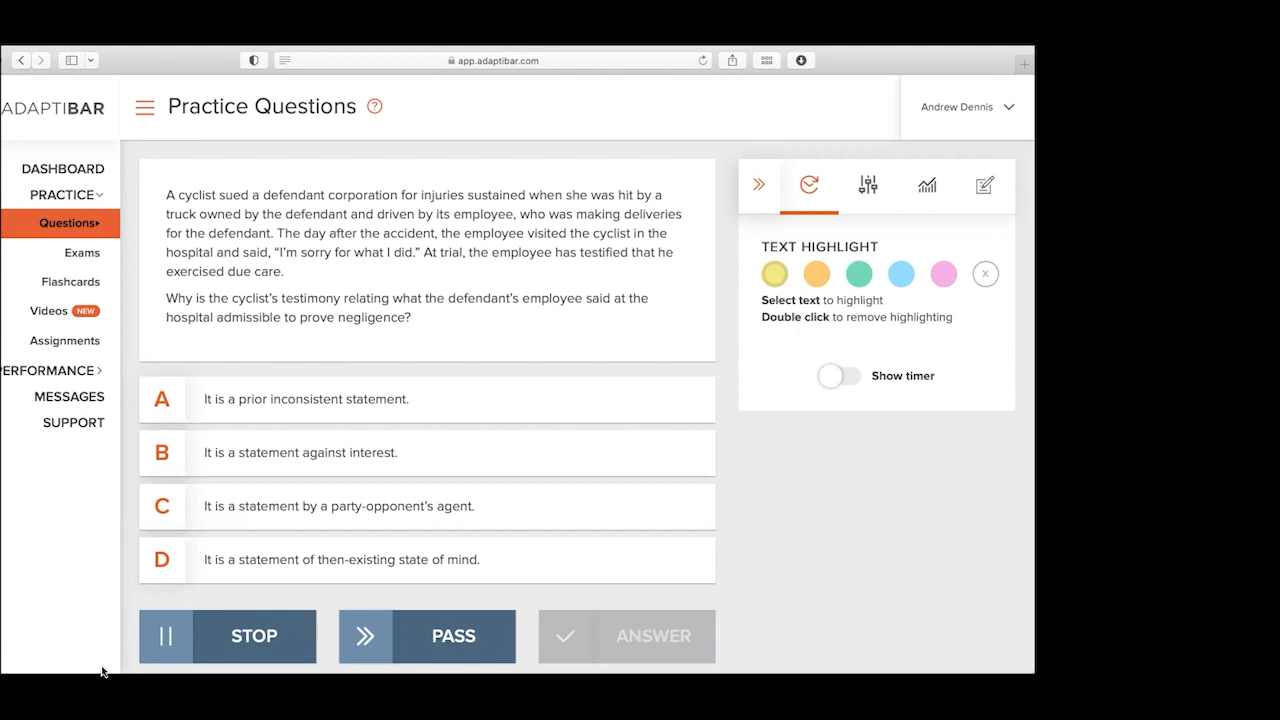 app.adaptibar.com
ADAPTIBAR
Practice Questions ?
Andrew Dennis
DASHBOARD
PRACTICE
Questions
Exams
Flashcards
Videos NEW
Assignments
PERFORMANCE
MESSAGES
SUPPORT
A cyclist sued a defendant corporation for injuries sustained when she was hit by a
truck owned by the defendant and driven by its employee, who was making deliveries
for the defendant. The day after the accident, the employee visited the cyclist in the
hospital and said, “I’m sorry for what I did.” At trial, the employee has testified that he
exercised due care.
Why is the cyclist’s testimony relating what the defendant’s employee said at the
hospital admissible to prove negligence?
A It is a prior inconsistent statement.
B It is a statement against interest.
C It is a statement by a party-opponent’s agent.
D It is a statement of then-existing state of mind.
STOP
PASS
ANSWER
TEXT HIGHLIGHT
X
Select text to highlight
Double click to remove highlighting
Show timer